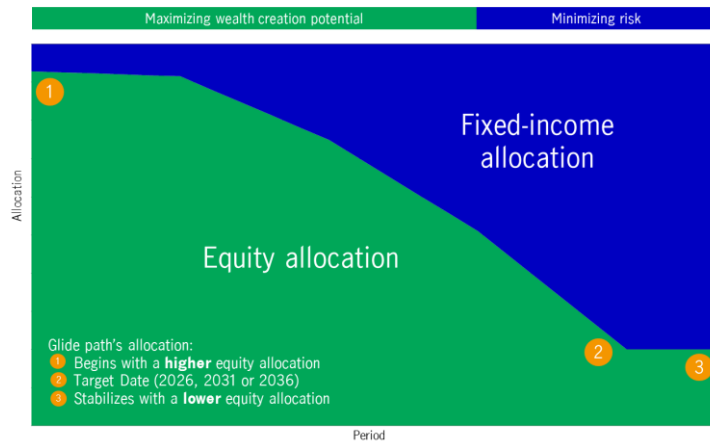 Maximizing wealth creation potential
Minimizing risk
1
Fixed-income
allocation
Allocation
Equity allocation
Glide path's allocation:
1 Begins with a higher equity allocation
2 Target Date (2026, 2031 or 2036)
3 Stabilizes with a lower equity allocation
2
3
Period